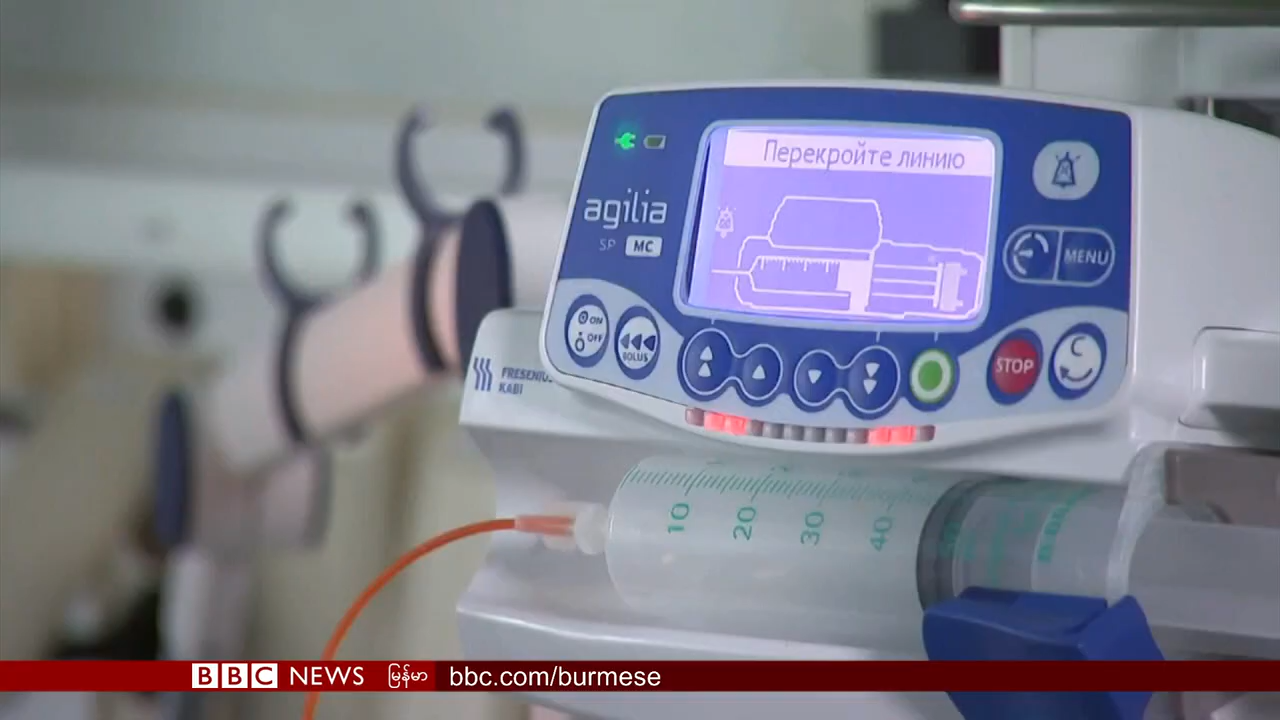 Перекройте линию
agilia
SP MC
MENU
ON
OFF
BOLUS
STOP
C
FRESENIUS
KABI
10 20 30 40
BBC NEWS မြန်မာ bbc.com/burmese